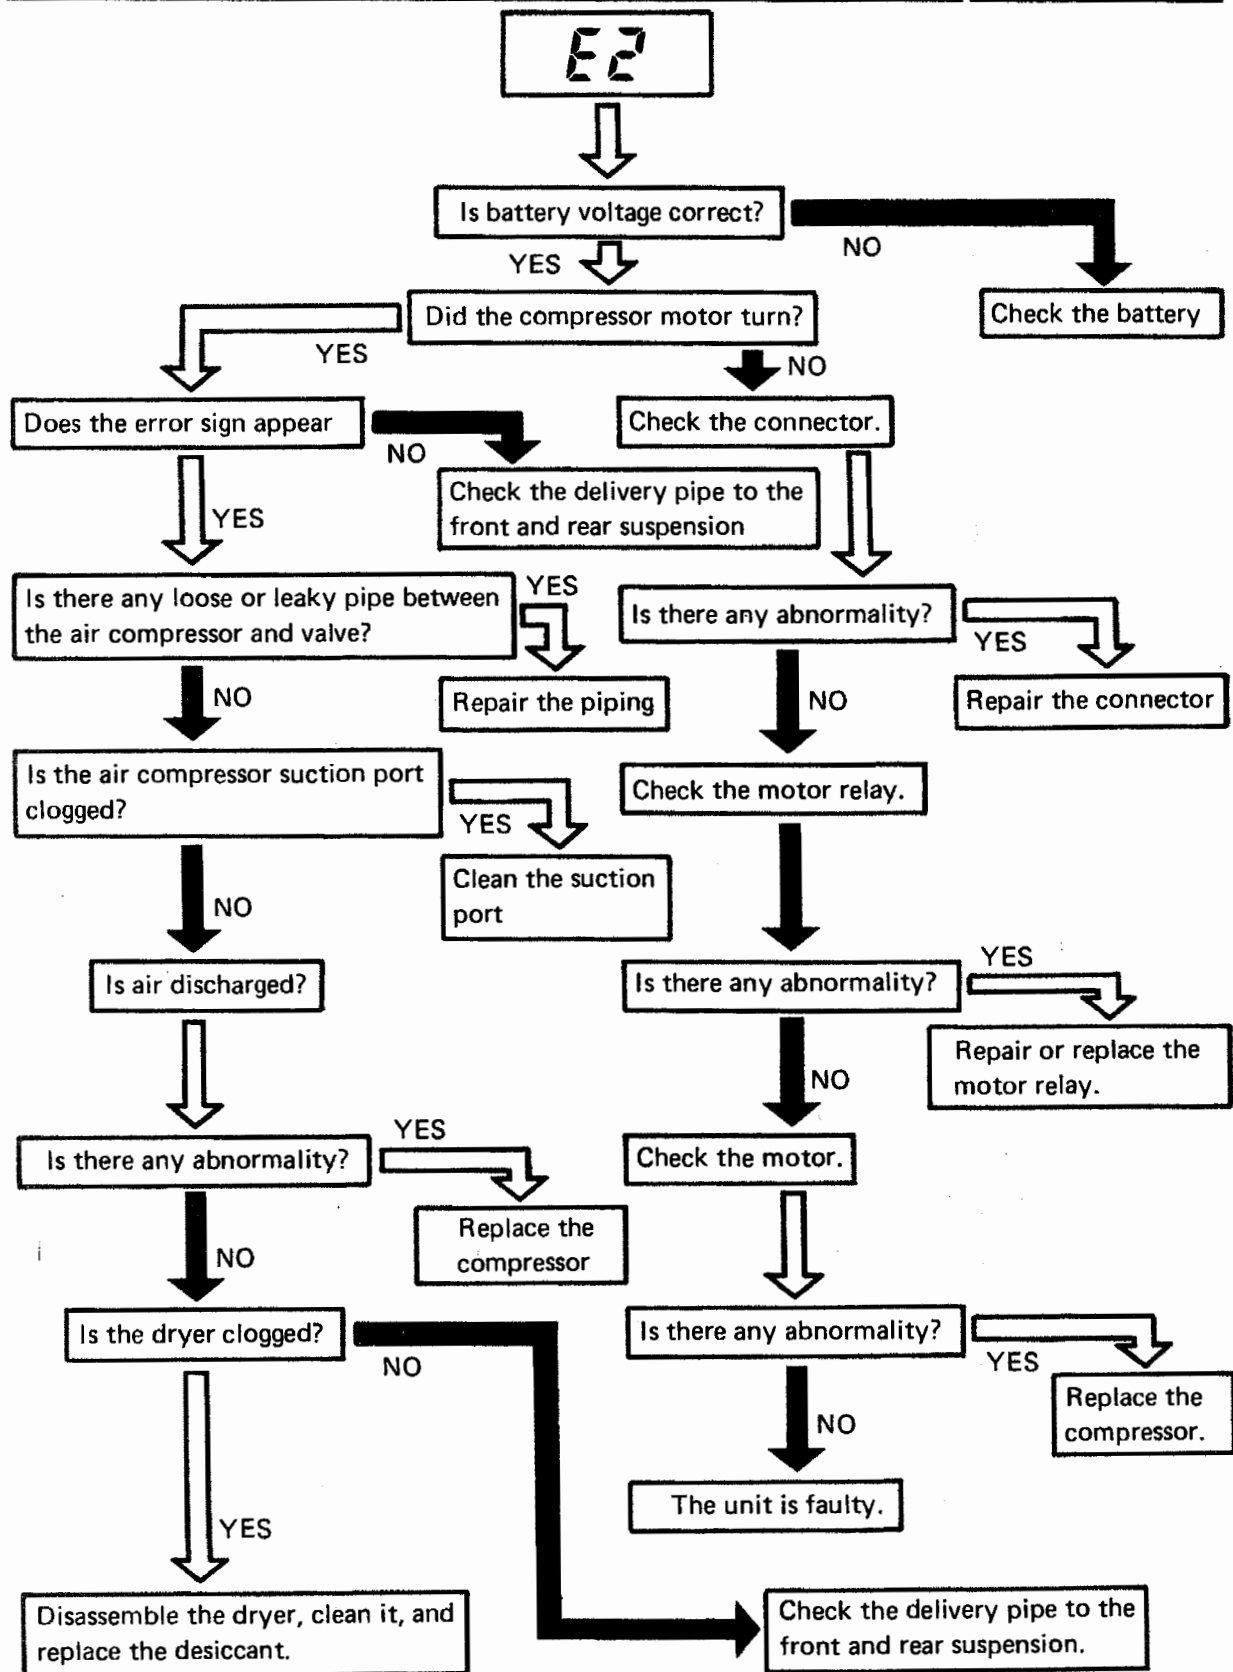 E2
Is battery voltage correct?
NO
YES
Did the compressor motor turn?
Check the battery
YES
NO
Does the error sign appear
Check the connector.
NO
Check the delivery pipe to the
front and rear suspension
YES
Is there any loose or leaky pipe between
the air compressor and valve?
YES
Is there any abnormality?
YES
NO
Repair the piping
NO
Repair the connector
Is the air compressor suction port
clogged?
Check the motor relay.
YES
Clean the suction
port
NO
Is air discharged?
Is there any abnormality?
YES
Repair or replace the
motor relay.
NO
Is there any abnormality?
YES
Check the motor.
Replace the
compressor
NO
Is the dryer clogged?
NO
Is there any abnormality?
YES
Replace the
compressor.
NO
The unit is faulty.
YES
Disassemble the dryer, clean it, and
replace the desiccant.
Check the delivery pipe to the
front and rear suspension.